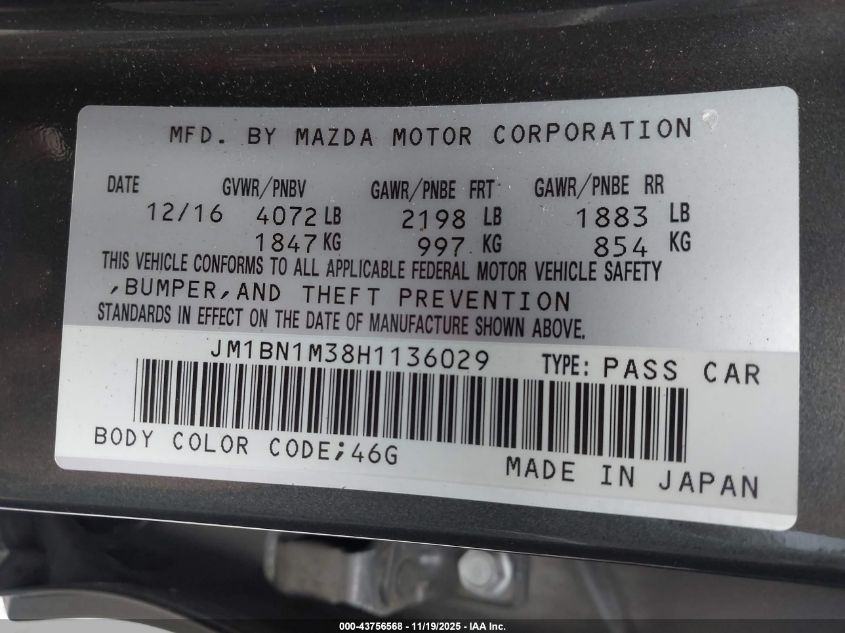 MFD. BY MAZDA MOTOR CORPORATION
DATE GVWR/PNBV GAWR/PNBE FRT GAWR/PNBE RR
12/16 4072 LB 2198 LB 1883 LB
1847 KG 997 KG 854 KG
THIS VEHICLE CONFORMS TO ALL APPLICABLE FEDERAL MOTOR VEHICLE SAFETY
,BUMPER,AND THEFT PREVENTION
STANDARDS IN EFFECT ON THE DATE OF MANUFACTURE SHOWN ABOVE.
JM1BN1M38H1136029 TYPE: PASS CAR
BODY COLOR CODE;46G
MADE IN JAPAN
000-43756568 - 11/19/2025 - IAA Inc.